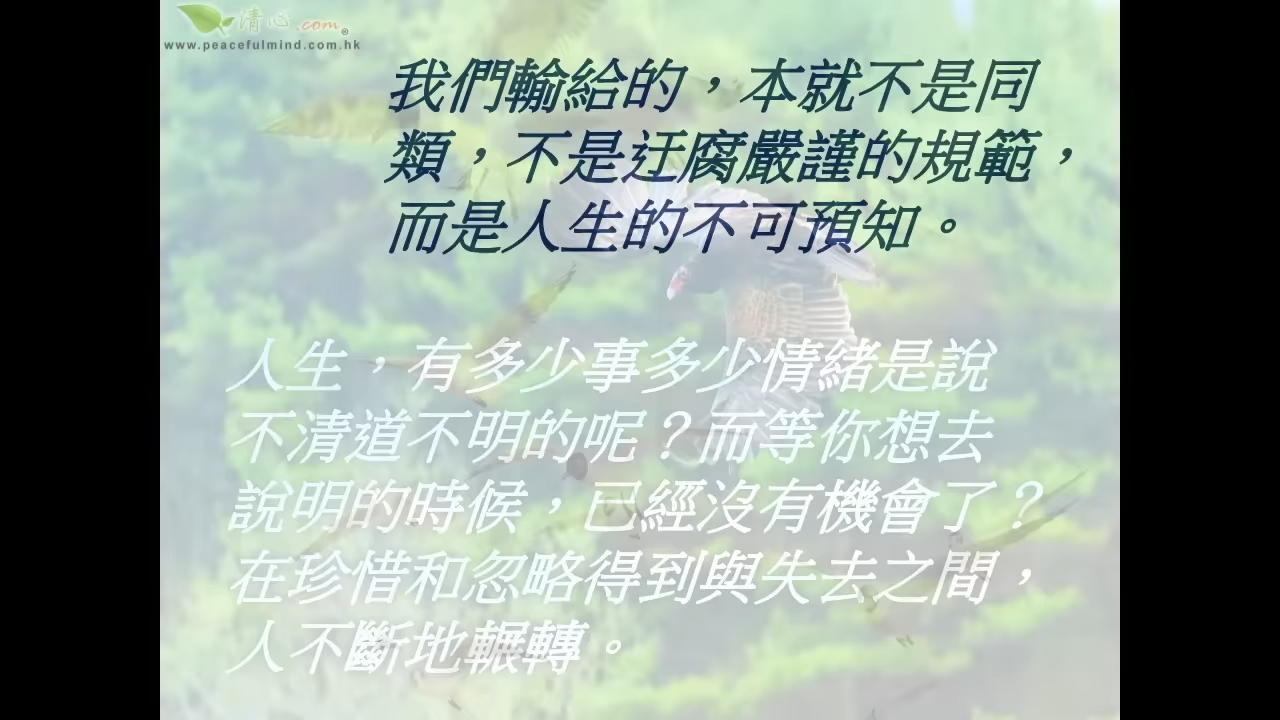 清心.com®
www.peacefulmind.com.hk
我們輸給的，本就不是同
類，不是迂腐嚴謹的規範，
而是人生的不可預知。
人生，有多少事多少情緒是說
不清道不明的呢？而等你想去
說明的時候，已經沒有機會了？
在珍惜和忽略得到與失去之間，
人不斷地輾轉。